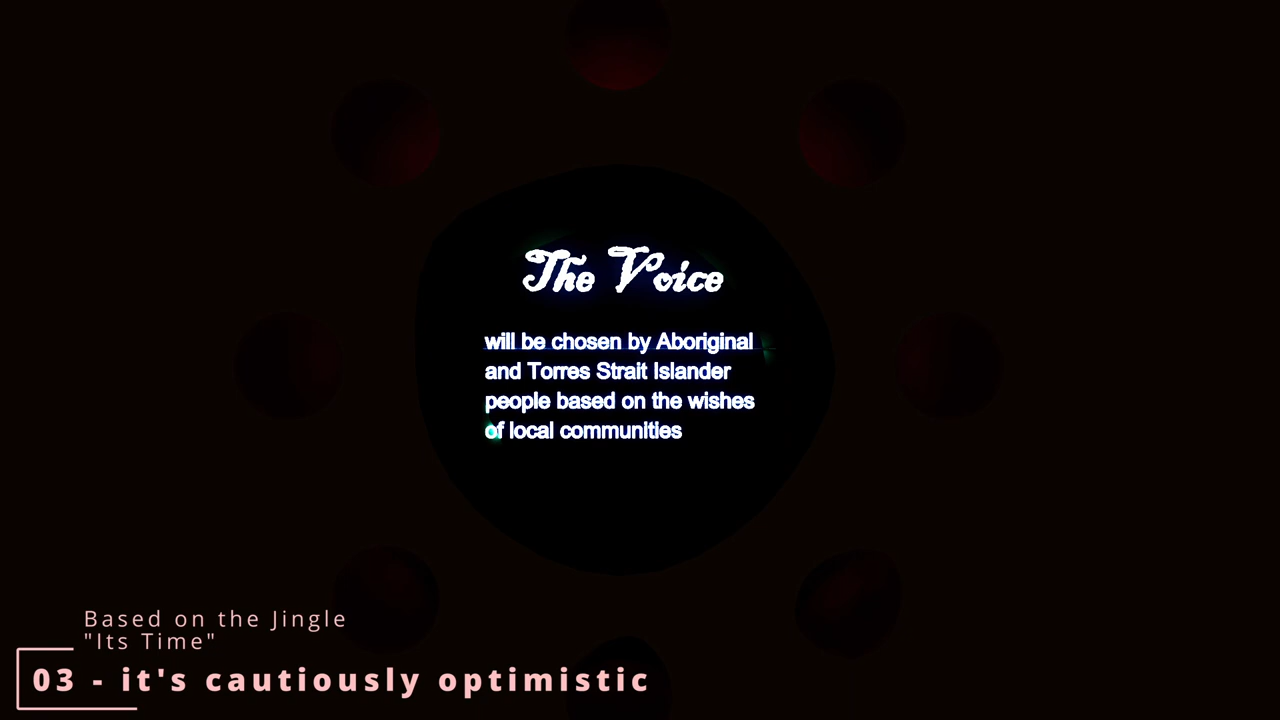 The Voice
will be chosen by Aboriginal
and Torres Strait Islander
people based on the wishes
of local communities
Based on the Jingle
"Its Time"
03 - it's cautiously optimistic